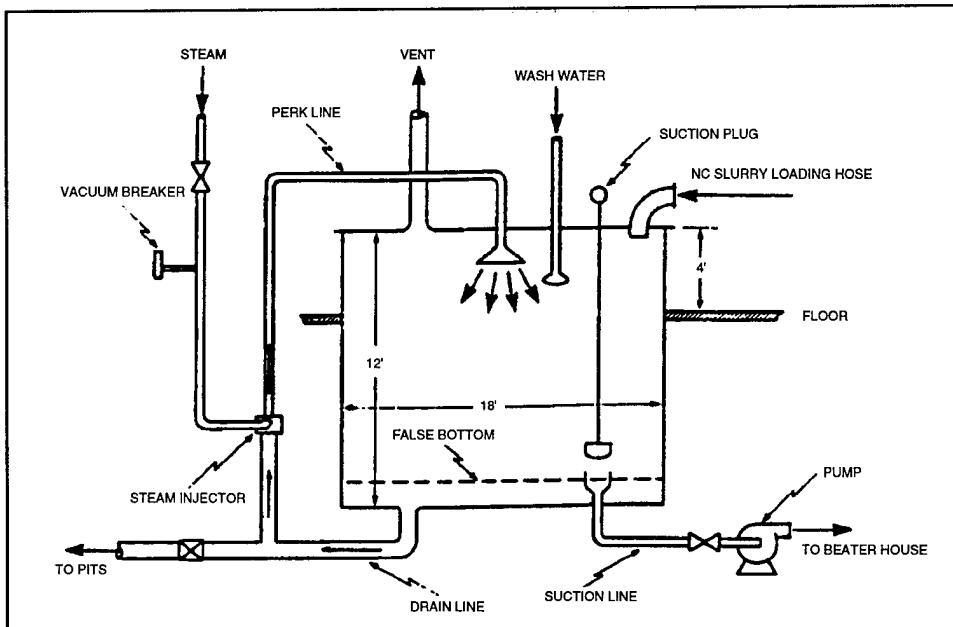 STEAM
VENT
WASH WATER
PERK LINE
SUCTION PLUG
VACUUM BREAKER
NC SLURRY LOADING HOSE
4'
FLOOR
12'
18'
FALSE BOTTOM
STEAM INJECTOR
PUMP
TO BEATER HOUSE
TO PITS
DRAIN LINE
SUCTION LINE